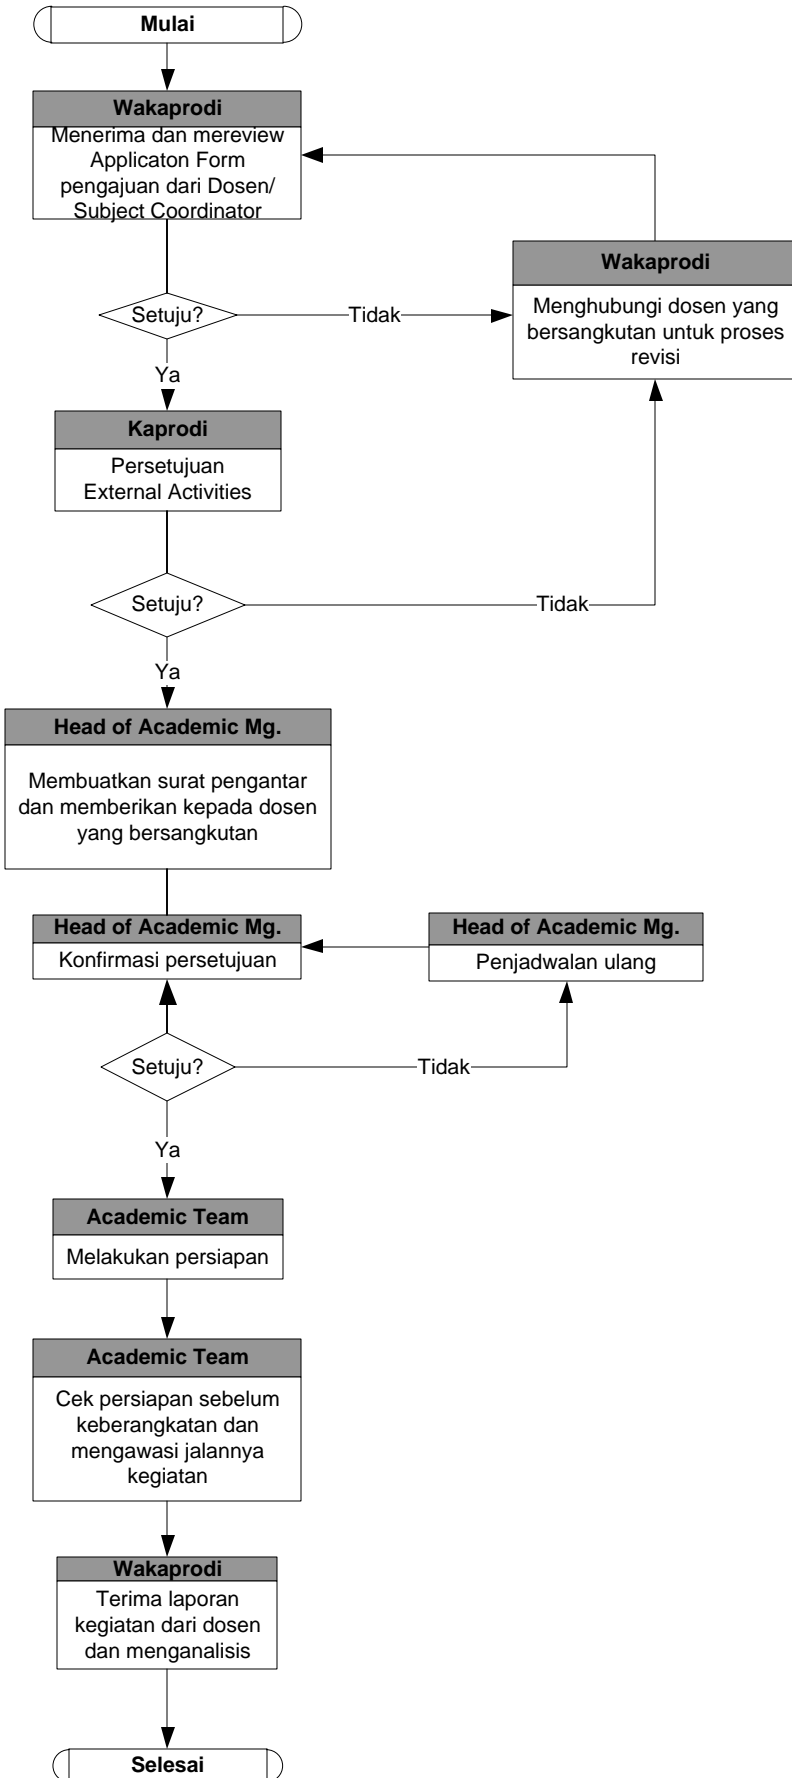 Mulai
Wakaprodi
Menerima dan mereview
Applicaton Form
pengajuan dari Dosen/
Subject Coordinator
Wakaprodi
Menghubungi dosen yang
bersangkutan untuk proses
revisi
Setuju?
Tidak
Ya
Kaprodi
Persetujuan
External Activities
Setuju?
Tidak
Ya
Head of Academic Mg.
Membuatkan surat pengantar
dan memberikan kepada dosen
yang bersangkutan
Head of Academic Mg.
Konfirmasi persetujuan
Head of Academic Mg.
Penjadwalan ulang
Setuju?
Tidak
Ya
Academic Team
Melakukan persiapan
Academic Team
Cek persiapan sebelum
keberangkatan dan
mengawasi jalannya
kegiatan
Wakaprodi
Terima laporan
kegiatan dari dosen
dan menganalisis
Selesai